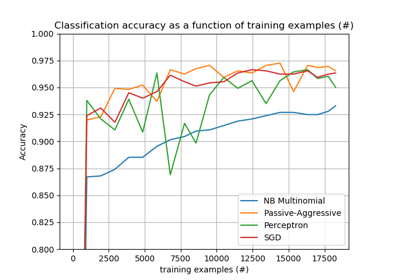 Classification accuracy as a function of training examples (#)
1.000
0.975
0.950
0.925
0.900
0.875
0.850
0.825
0.800
Accuracy
NB Multinomial
Passive-Aggressive
Perceptron
SGD
0 2500 5000 7500 10000 12500 15000 17500
training examples (#)